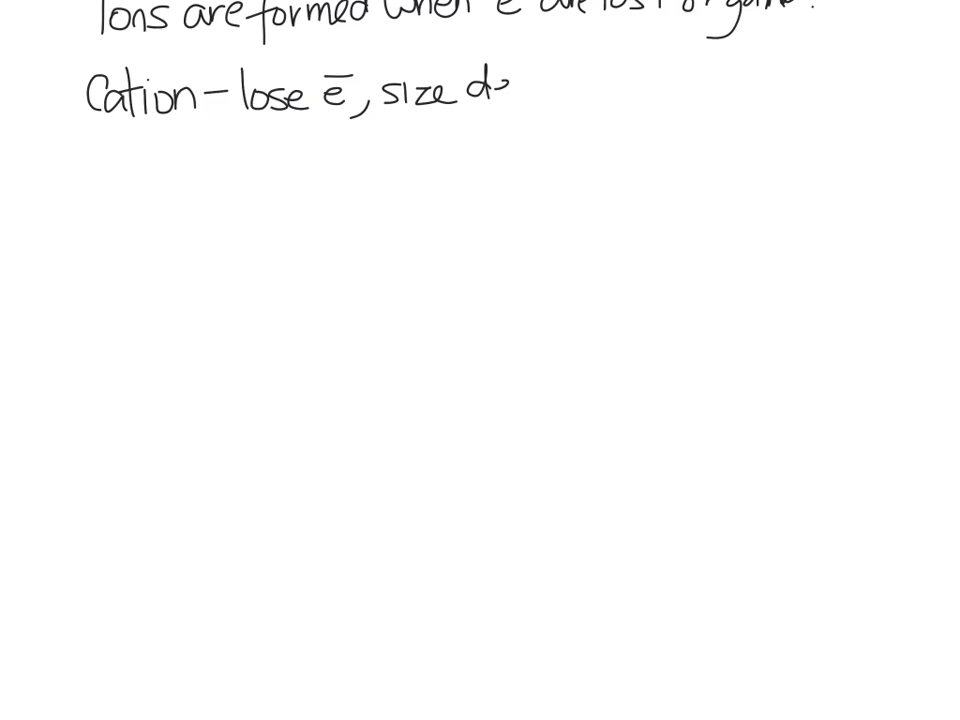 Ions are formed when e are lost or gained.
Cation - lose e̅, size d